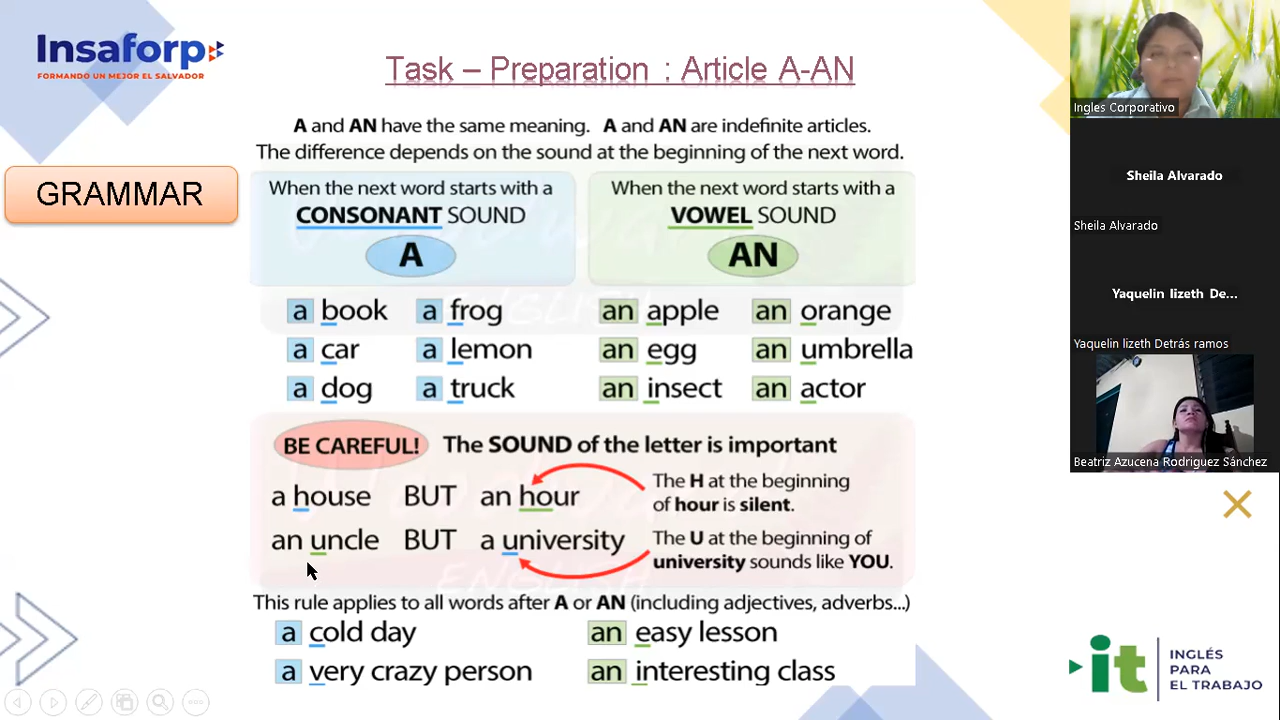 Insaforp
FORMANDO UN MEJOR EL SALVADOR
Task – Preparation : Article A-AN
GRAMMAR
A and AN have the same meaning. A and AN are indefinite articles.
The difference depends on the sound at the beginning of the next word.
When the next word starts with a
CONSONANT SOUND
A
When the next word starts with a
VOWEL SOUND
AN
a book a frog an apple an orange
a car a lemon an egg an umbrella
a dog a truck an insect an actor
BE CAREFUL! The SOUND of the letter is important
a house BUT an hour
The H at the beginning
of hour is silent.
an uncle BUT a university
The U at the beginning of
university sounds like YOU.
ENGLISH
This rule applies to all words after A or AN (including adjectives, adverbs...)
a cold day an easy lesson
a very crazy person an interesting class
Ingles Corporativo
Sheila Alvarado
Sheila Alvarado
Yaquelin lizeth De...
Yaquelin lizeth Detrás ramos
Beatriz Azucena Rodriguez Sánchez
it
INGLÉS
PARA
EL TRABAJO